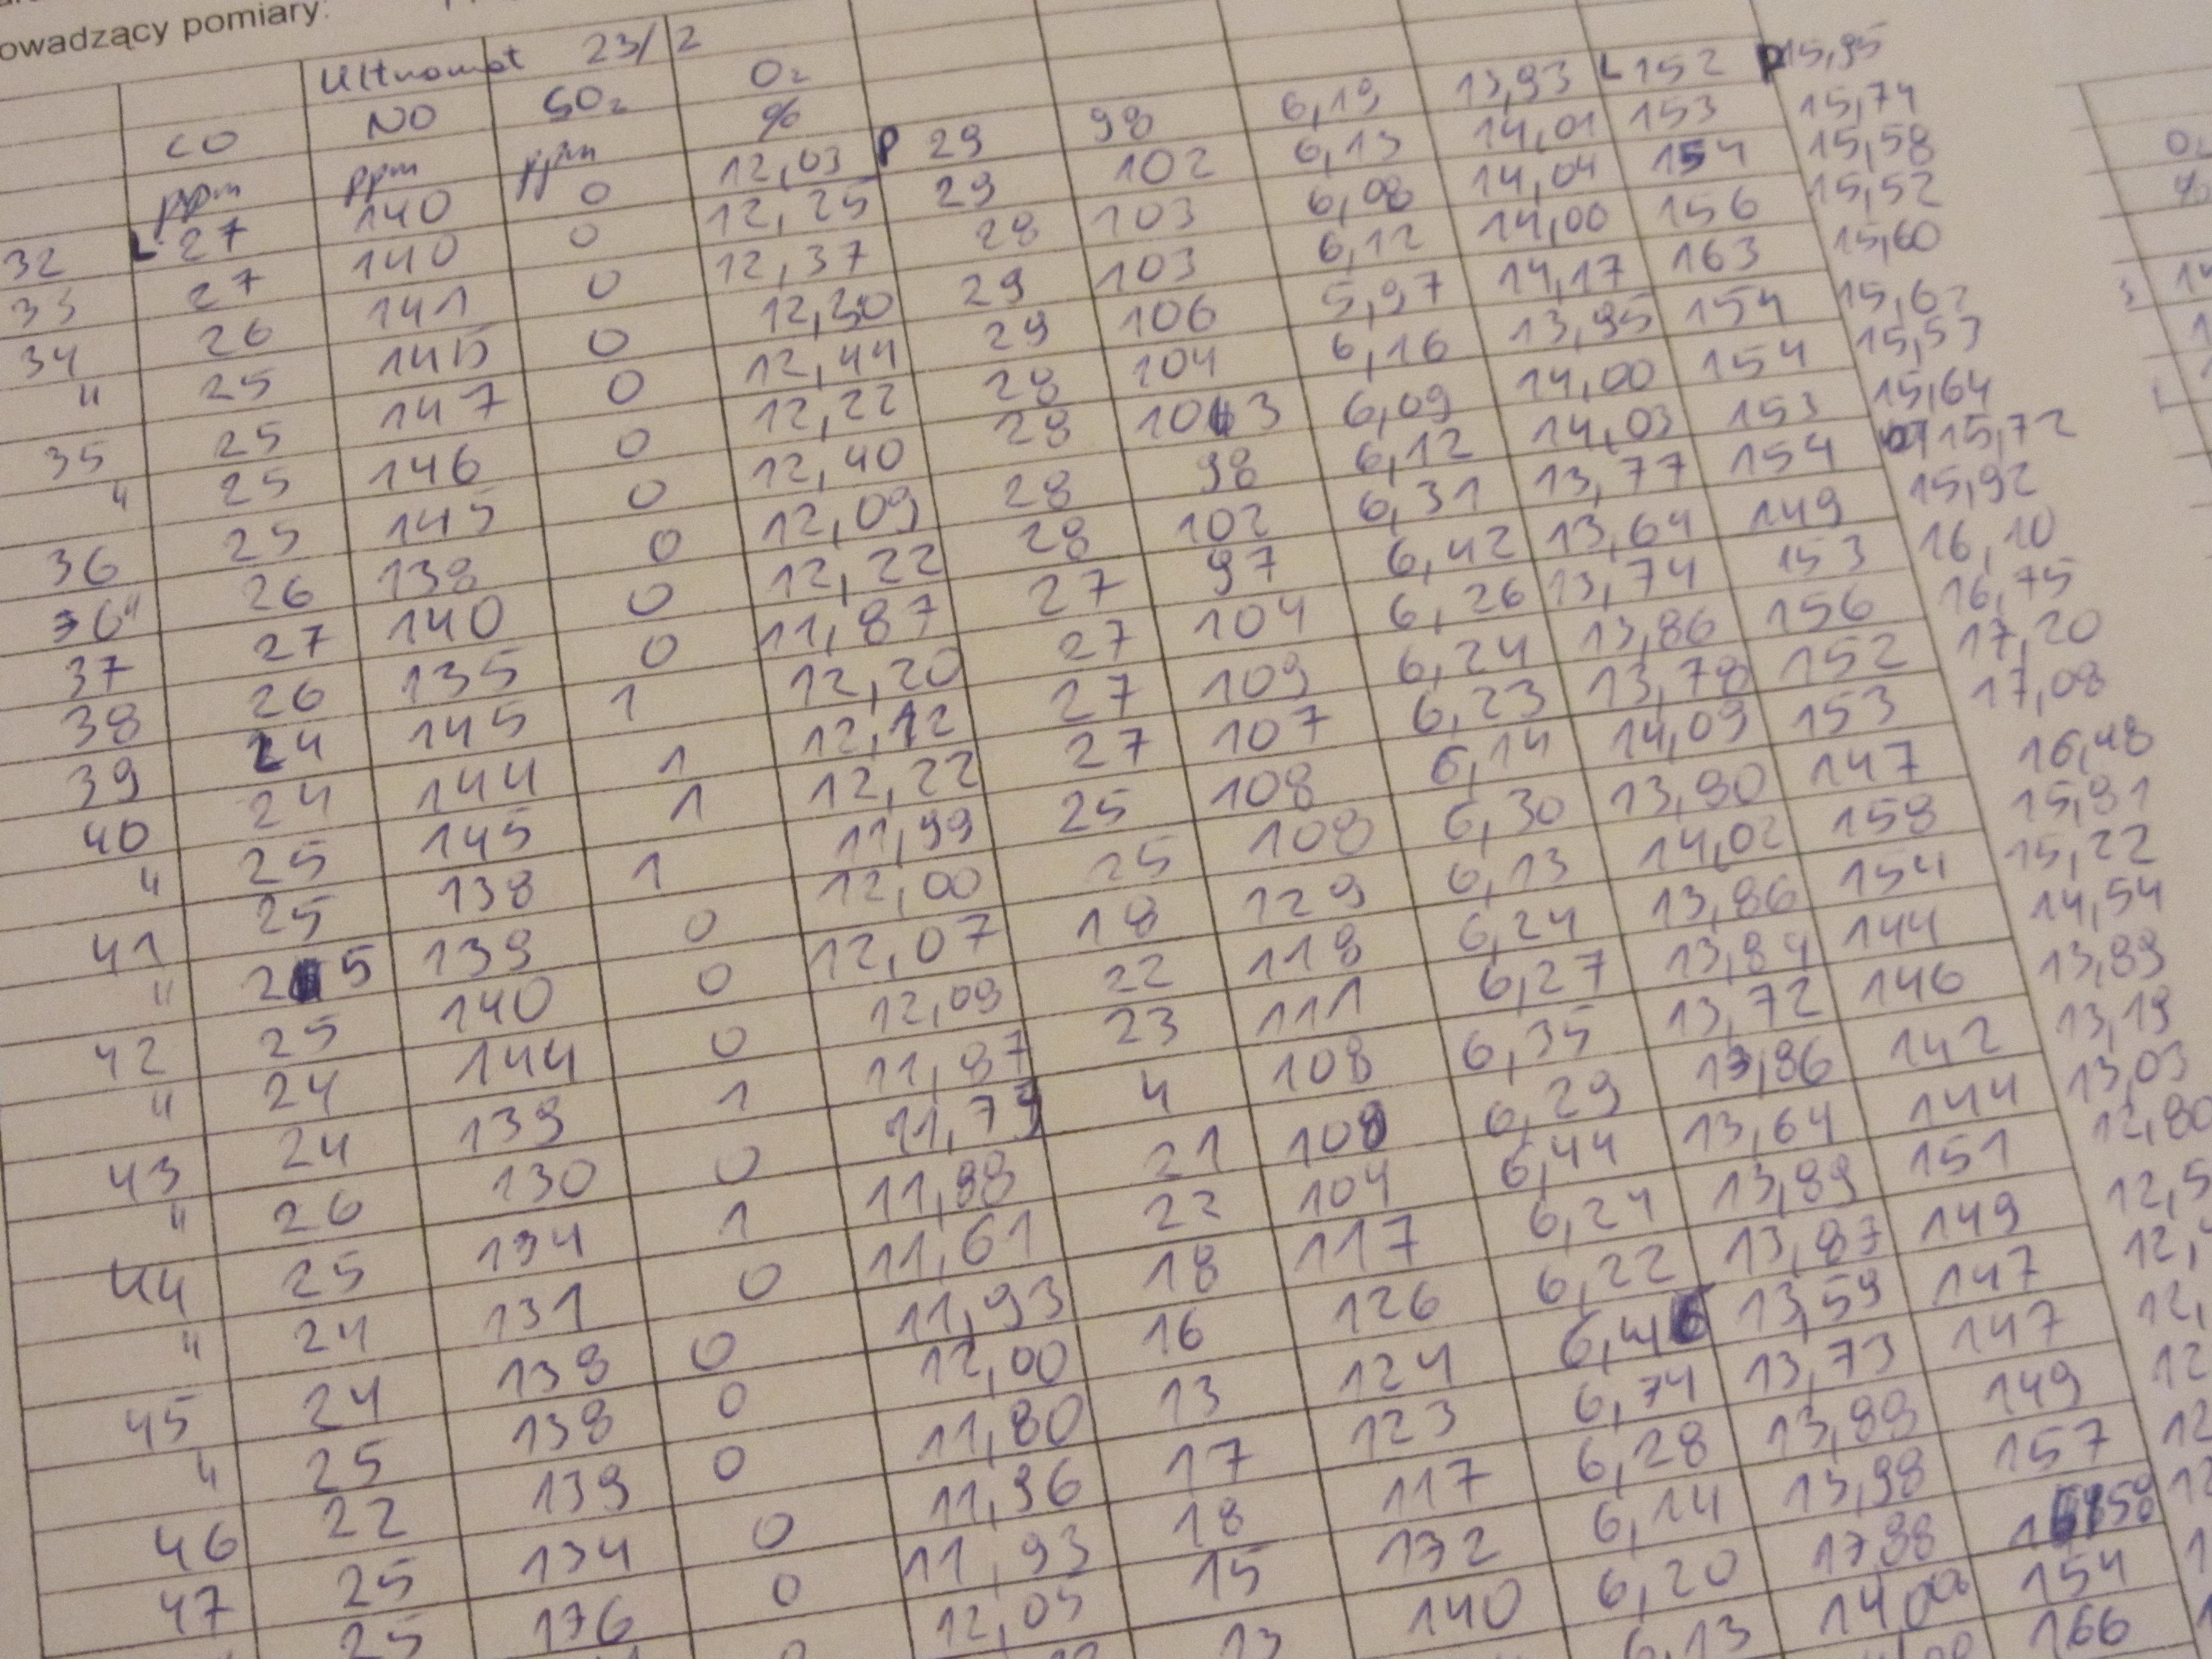 owadzący pomiary:
Ultramat 23/2
CO NO SO₂ O₂
ppm ppm ppm %
32 L 27 140 0 12,03 P 29 98 6,19 13,93 L 152 P 15,95
33 27 140 0 12,25 29 102 6,13 14,01 153 15,74
34 26 141 0 12,37 28 103 6,08 14,04 154 15,58
" 25 145 0 12,30 29 103 6,12 14,00 156 15,52
35 25 147 0 12,44 29 106 5,97 14,17 163 15,60
" 25 146 0 12,22 28 104 6,16 13,95 154 15,62
36 25 145 0 12,40 28 103 6,09 14,00 154 15,53
36" 26 138 0 12,09 28 98 6,12 14,03 153 15,64
37 27 140 0 12,22 28 102 6,31 13,77 154 15,72
38 26 135 0 11,87 27 97 6,42 13,64 149 15,92
39 24 145 1 12,20 27 104 6,26 13,74 153 16,10
40 24 144 1 12,12 27 109 6,24 13,86 156 16,75
" 25 145 1 12,22 27 107 6,23 13,78 152 17,20
41 25 138 1 11,99 25 108 6,14 14,09 153 17,08
" 25 139 0 12,00 25 108 6,30 13,90 147 16,48
42 25 140 0 12,07 18 129 6,13 14,02 158 15,91
" 24 144 0 12,09 22 118 6,24 13,86 154 15,22
43 24 139 1 11,87 23 111 6,27 13,84 144 14,54
" 26 130 0 11,79 4 108 6,35 13,72 146 13,89
44 25 134 1 11,88 21 108 6,29 13,86 142 13,19
" 24 131 0 11,61 22 104 6,44 13,64 144 13,03
45 24 138 0 11,93 18 117 6,24 13,89 151 12,80
" 25 138 0 12,00 16 126 6,22 13,87 149 12,5
46 22 139 0 11,80 13 124 6,46 13,59 147 12,
47 25 134 0 11,96 17 123 6,74 13,73 147 12,
25 136 0 11,93 18 117 6,28 13,89 149 12
12,05 15 132 6,14 13,98 157 12
13 140 6,20 158
6,13 14,00 154
166